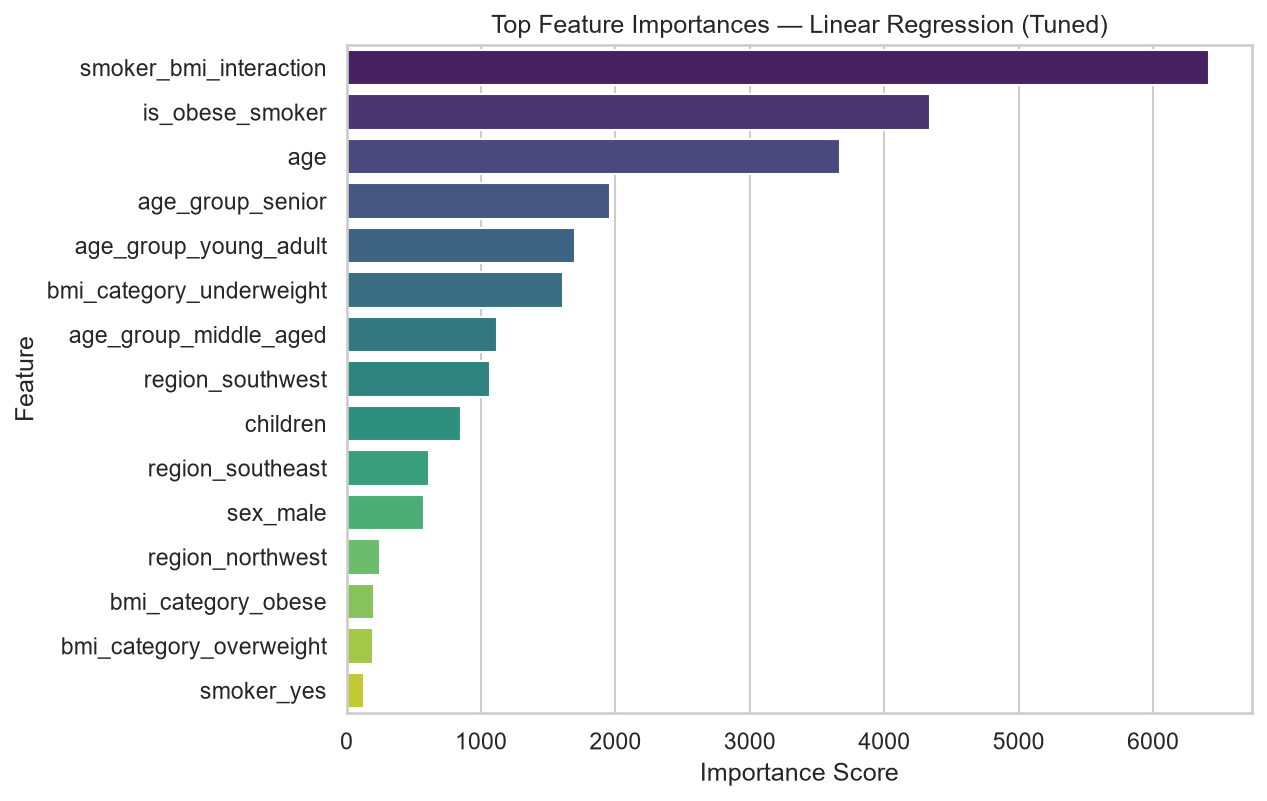 Top Feature Importances — Linear Regression (Tuned)
smoker_bmi_interaction
is_obese_smoker
age
age_group_senior
age_group_young_adult
bmi_category_underweight
age_group_middle_aged
region_southwest
children
region_southeast
sex_male
region_northwest
bmi_category_obese
bmi_category_overweight
smoker_yes
Feature
0 1000 2000 3000 4000 5000 6000
Importance Score